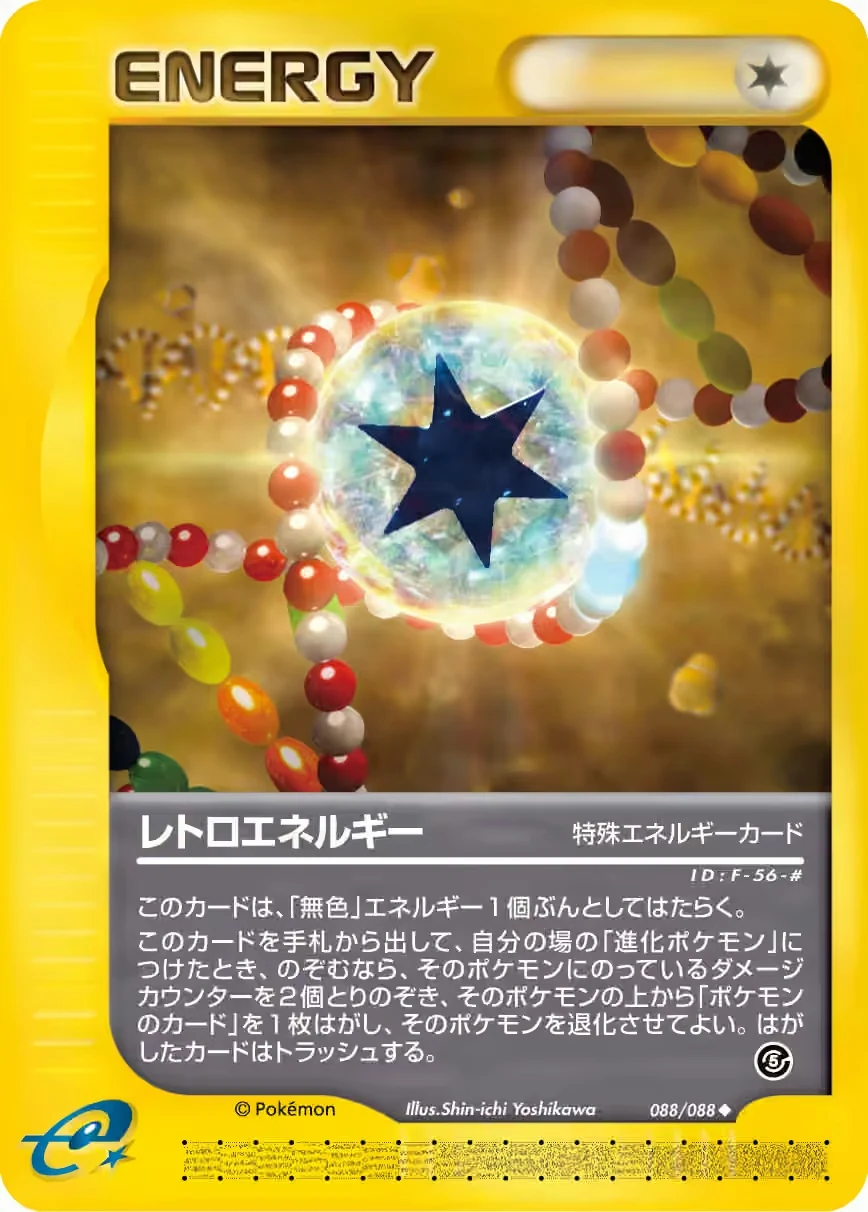 ENERGY
レトロエネルギー 特殊エネルギーカード
ID:F-56-#
このカードは、「無色」エネルギー1個ぶんとしてはたらく。
このカードを手札から出して、自分の場の「進化ポケモン」に
つけたとき、のぞむなら、そのポケモンにのっているダメージ
カウンターを2個とりのぞき、そのポケモンの上から「ポケモン
のカード」を1枚はがし、そのポケモンを退化させてよい。はが
したカードはトラッシュする。
5
© Pokémon Illus.Shin-ichi Yoshikawa 088/088◆
e